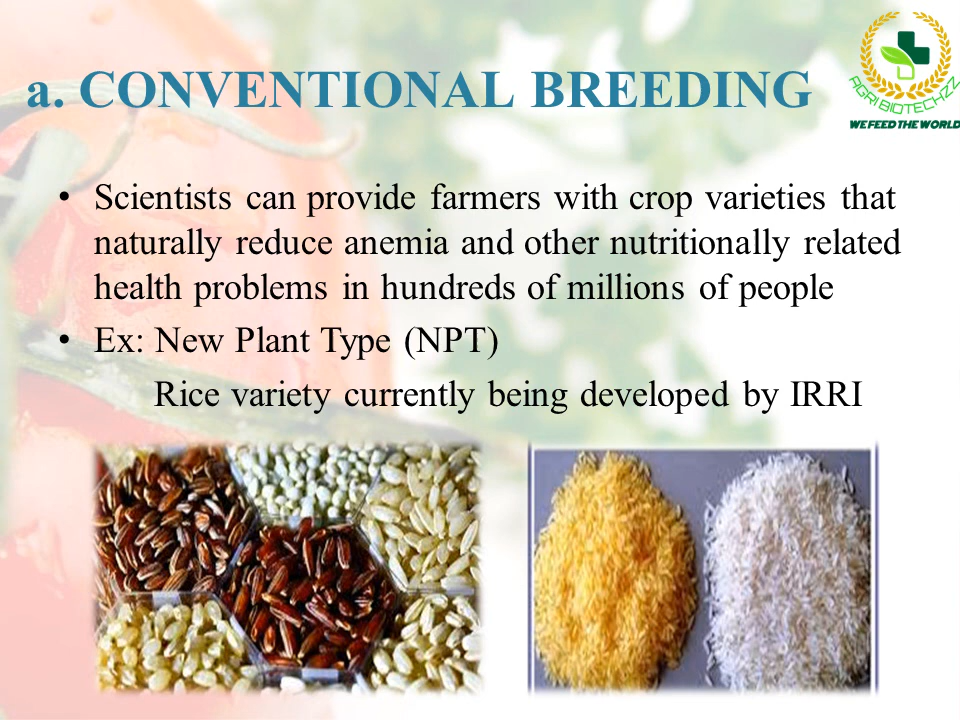 a. CONVENTIONAL BREEDING
AGRI BIOTECHZZ
WE FEED THE WORLD
• Scientists can provide farmers with crop varieties that
naturally reduce anemia and other nutritionally related
health problems in hundreds of millions of people
• Ex: New Plant Type (NPT)
Rice variety currently being developed by IRRI